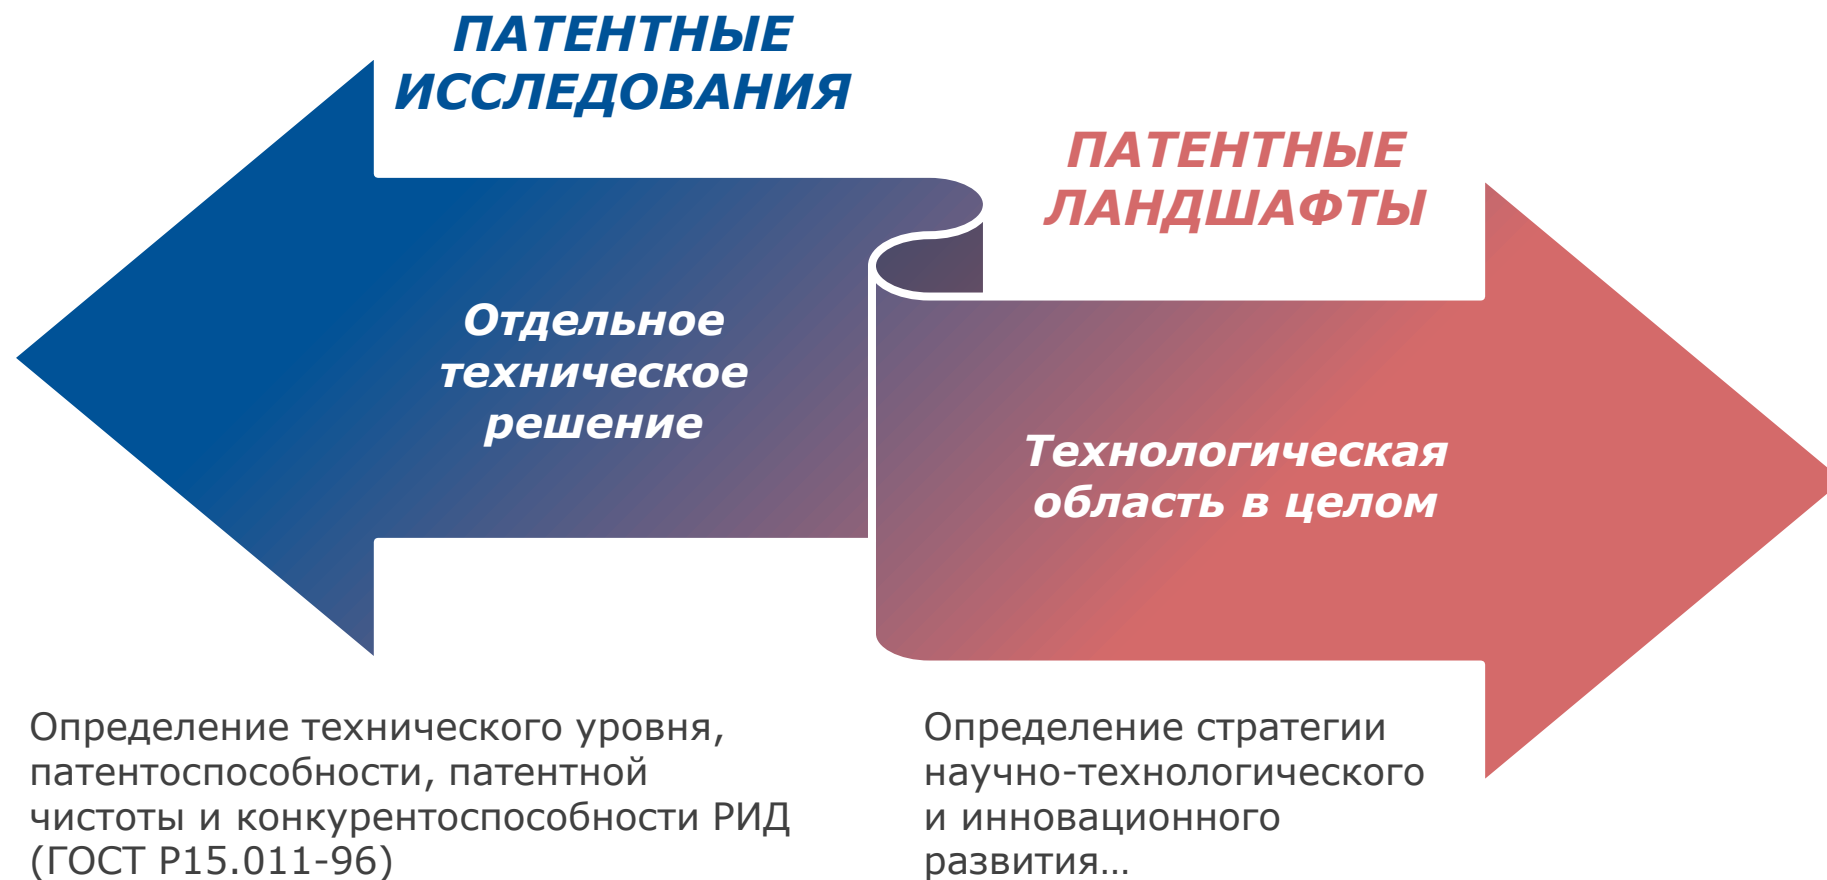 ПАТЕНТНЫЕ
ИССЛЕДОВАНИЯ
Отдельное
техническое
решение
Определение технического уровня,
патентоспособности, патентной
чистоты и конкурентоспособности РИД
(ГОСТ Р15.011-96)
ПАТЕНТНЫЕ
ЛАНДШАФТЫ
Технологическая
область в целом
Определение стратегии
научно-технологического
и инновационного
развития…